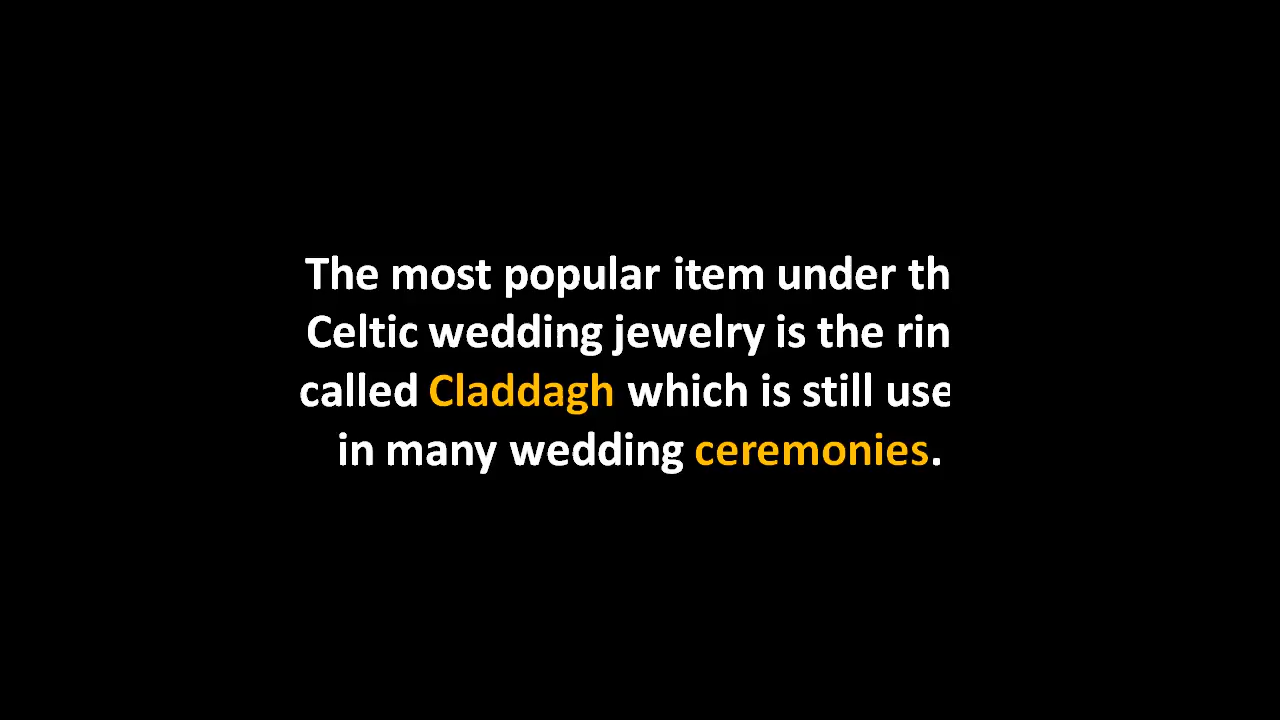 The most popular item under th
Celtic wedding jewelry is the rin
called Claddagh which is still use
in many wedding ceremonies.